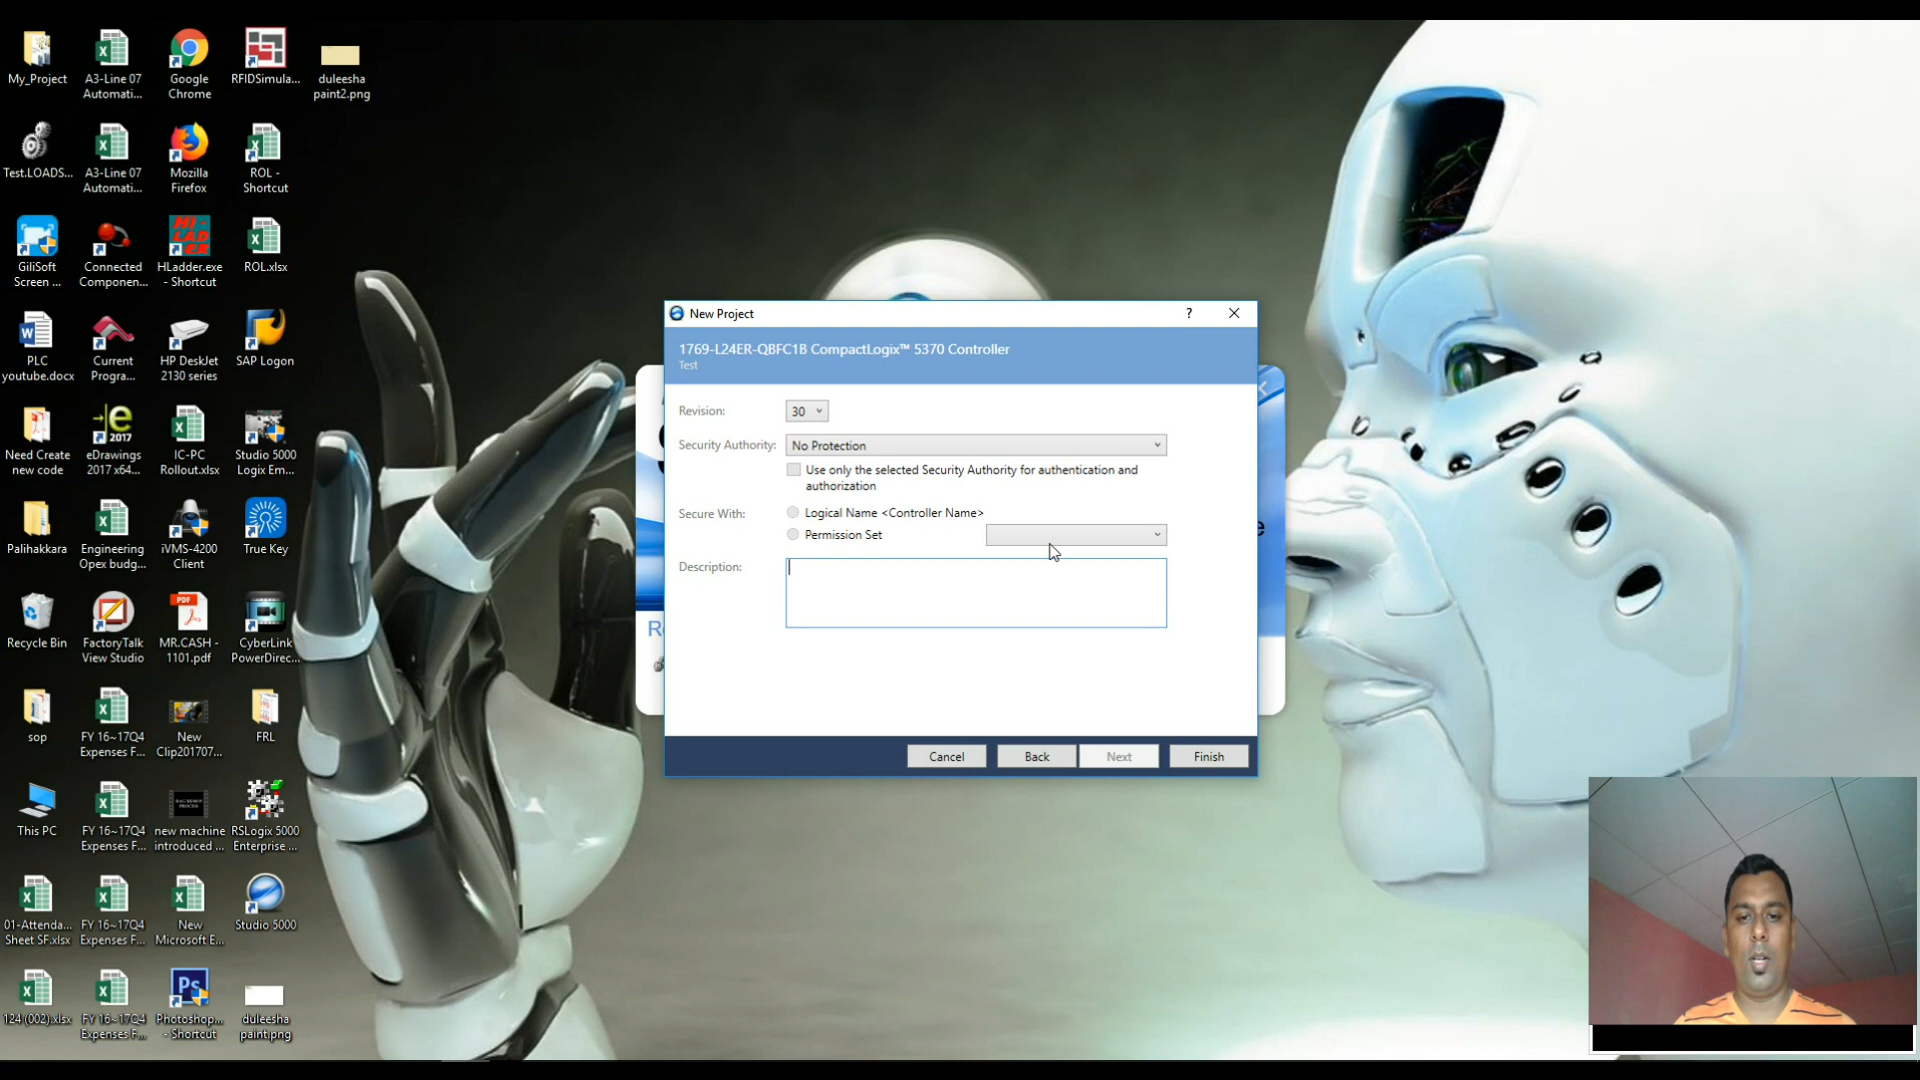 My_Project
A3-Line 07
Automati...
Google
Chrome
RFIDSimula...
duleesha
paint2.png
Test.LOADS...
A3-Line 07
Automati...
Mozilla
Firefox
ROL -
Shortcut
GiliSoft
Screen ...
Connected
Componen...
HI-
LAD
ER
HLadder.exe
- Shortcut
ROL.xlsx
PLC
youtube.docx
Current
Progra...
HP DeskJet
2130 series
SAP Logon
Need Create
new code
2017
eDrawings
2017 x64...
IC-PC
Rollout.xlsx
Studio 5000
Logix Em...
Palihakkara
Engineering
Opex budg...
iVMS-4200
Client
True Key
Recycle Bin
FactoryTalk
View Studio
PDF
MR.CASH -
1101.pdf
CyberLink
PowerDirec...
sop
FY 16~17Q4
Expenses F...
New
Clip201707...
FRL
This PC
FY 16~17Q4
Expenses F...
new machine
introduced ...
RSLogix 5000
Enterprise ...
01-Attenda...
Sheet SF.xlsx
FY 16~17Q4
Expenses F...
New
Microsoft E...
Studio 5000
124 (002).xlsx
FY 16~17Q4
Expenses F...
Ps
Photoshop...
- Shortcut
duleesha
paint.png
New Project
?
1769-L24ER-QBFC1B CompactLogix™ 5370 Controller
Test
Revision:
30
Security Authority:
No Protection
Use only the selected Security Authority for authentication and
authorization
Secure With:
Logical Name <Controller Name>
Permission Set
Description:
Cancel
Back
Next
Finish